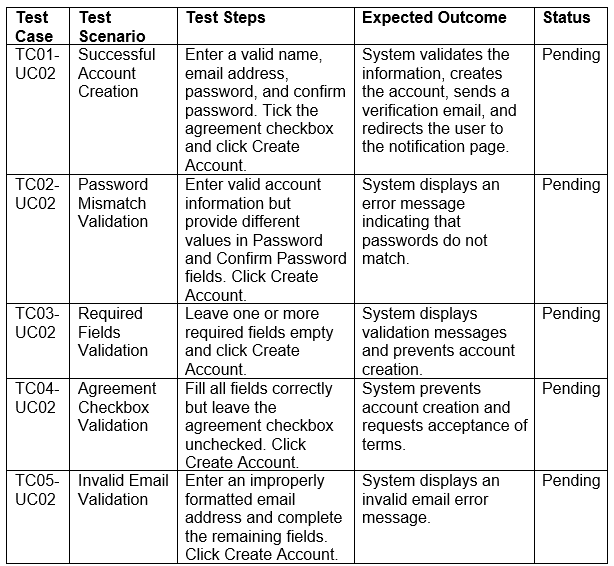 Test Case
Test Scenario
Test Steps
Expected Outcome
Status
TC01-
UC02
Successful
Account
Creation
Enter a valid name,
email address,
password, and confirm
password. Tick the
agreement checkbox
and click Create
Account.
System validates the
information, creates
the account, sends a
verification email, and
redirects the user to
the notification page.
Pending
TC02-
UC02
Password
Mismatch
Validation
Enter valid account
information but
provide different
values in Password
and Confirm Password
fields. Click Create
Account.
System displays an
error message
indicating that
passwords do not
match.
Pending
TC03-
UC02
Required
Fields
Validation
Leave one or more
required fields empty
and click Create
Account.
System displays
validation messages
and prevents account
creation.
Pending
TC04-
UC02
Agreement
Checkbox
Validation
Fill all fields correctly
but leave the
agreement checkbox
unchecked. Click
Create Account.
System prevents
account creation and
requests acceptance of
terms.
Pending
TC05-
UC02
Invalid Email
Validation
Enter an improperly
formatted email
address and complete
the remaining fields.
Click Create Account.
System displays an
invalid email error
message.
Pending